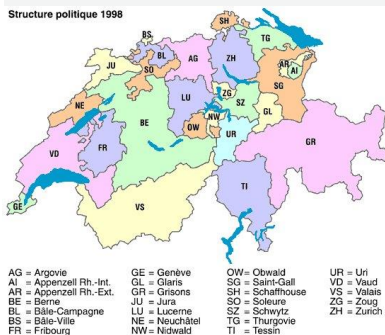 Structure politique 1998
SH
BS
TG
BL
AG
ZH
JU
SO
AR
AI
ZG
SG
LU
NE
SZ
BE
NW
GL
OW
UR
FR
VD
GR
TI
VS
GE
AG = Argovie
AI = Appenzell Rh.-Int.
AR = Appenzell Rh.-Ext.
BE = Berne
BL = Bâle-Campagne
BS = Bâle-Ville
FR = Fribourg
GE = Genève
GL = Glaris
GR = Grisons
JU = Jura
LU = Lucerne
NE = Neuchâtel
NW= Nidwald
OW= Obwald
SG = Saint-Gall
SH = Schaffhouse
SO = Soleure
SZ = Schwytz
TG = Thurgovie
TI = Tessin
UR = Uri
VD = Vaud
VS = Valais
ZG = Zoug
ZH = Zurich